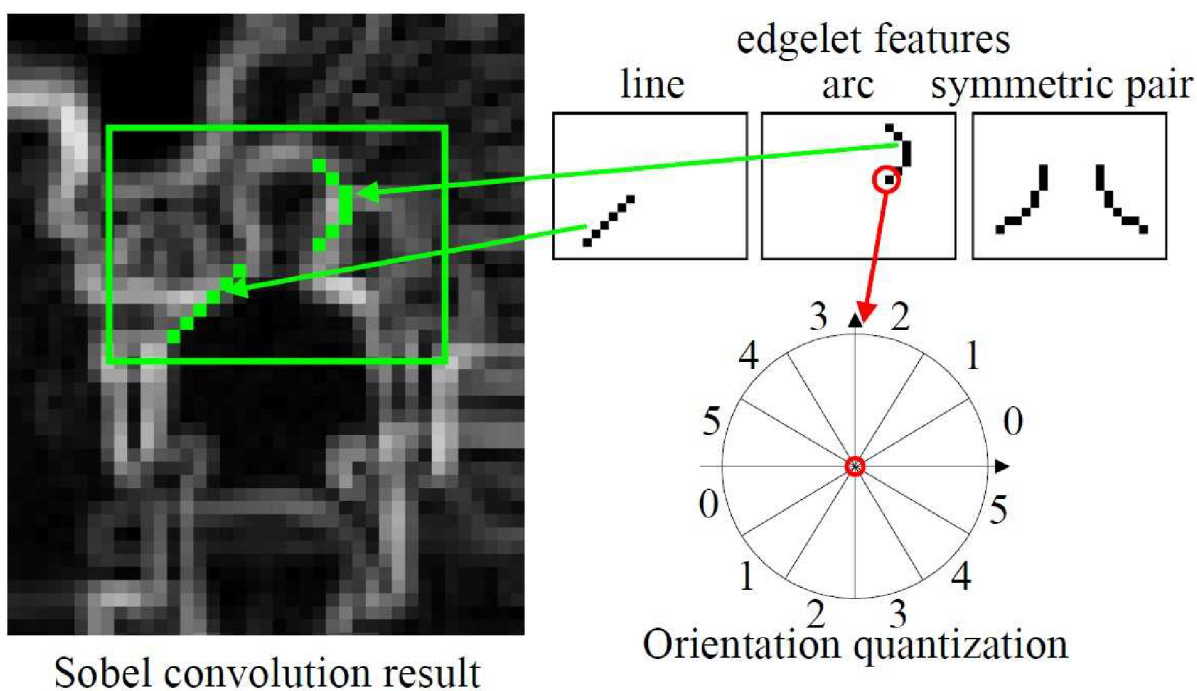 edgelet features
line arc symmetric pair
3 2
4 1
5 0
0 5
1 4
2 3
Orientation quantization
Sobel convolution result